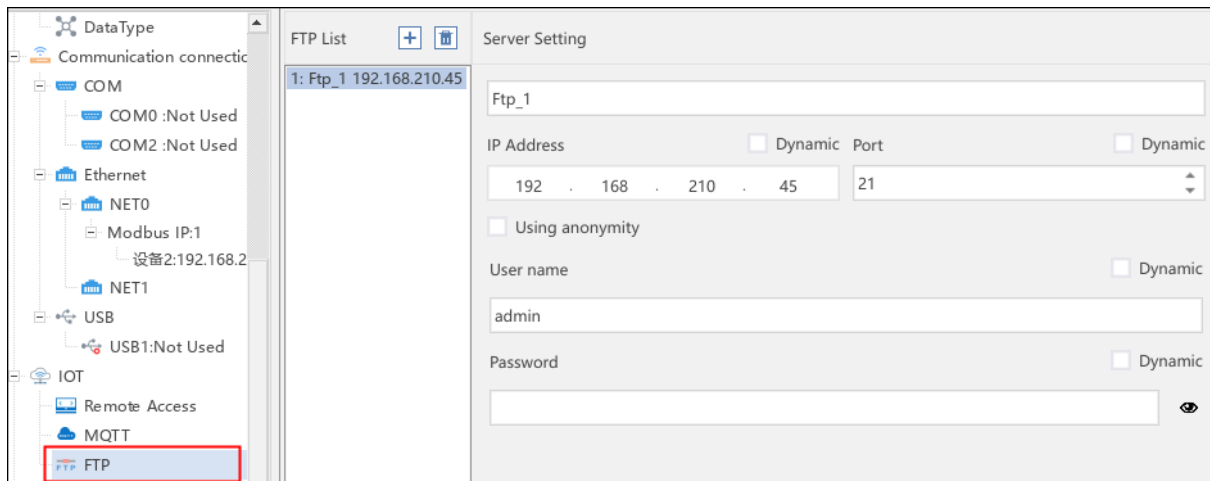 DataType
Communication connectic
COM
COM0 :Not Used
COM2 :Not Used
Ethernet
NET0
Modbus IP:1
设备2:192.168.2
NET1
USB
USB1:Not Used
IOT
Remote Access
MQTT
FTP FTP
FTP List
1: Ftp_1 192.168.210.45
Server Setting
Ftp_1
IP Address Dynamic Port Dynamic
192 . 168 . 210 . 45 21
Using anonymity
User name Dynamic
admin
Password Dynamic